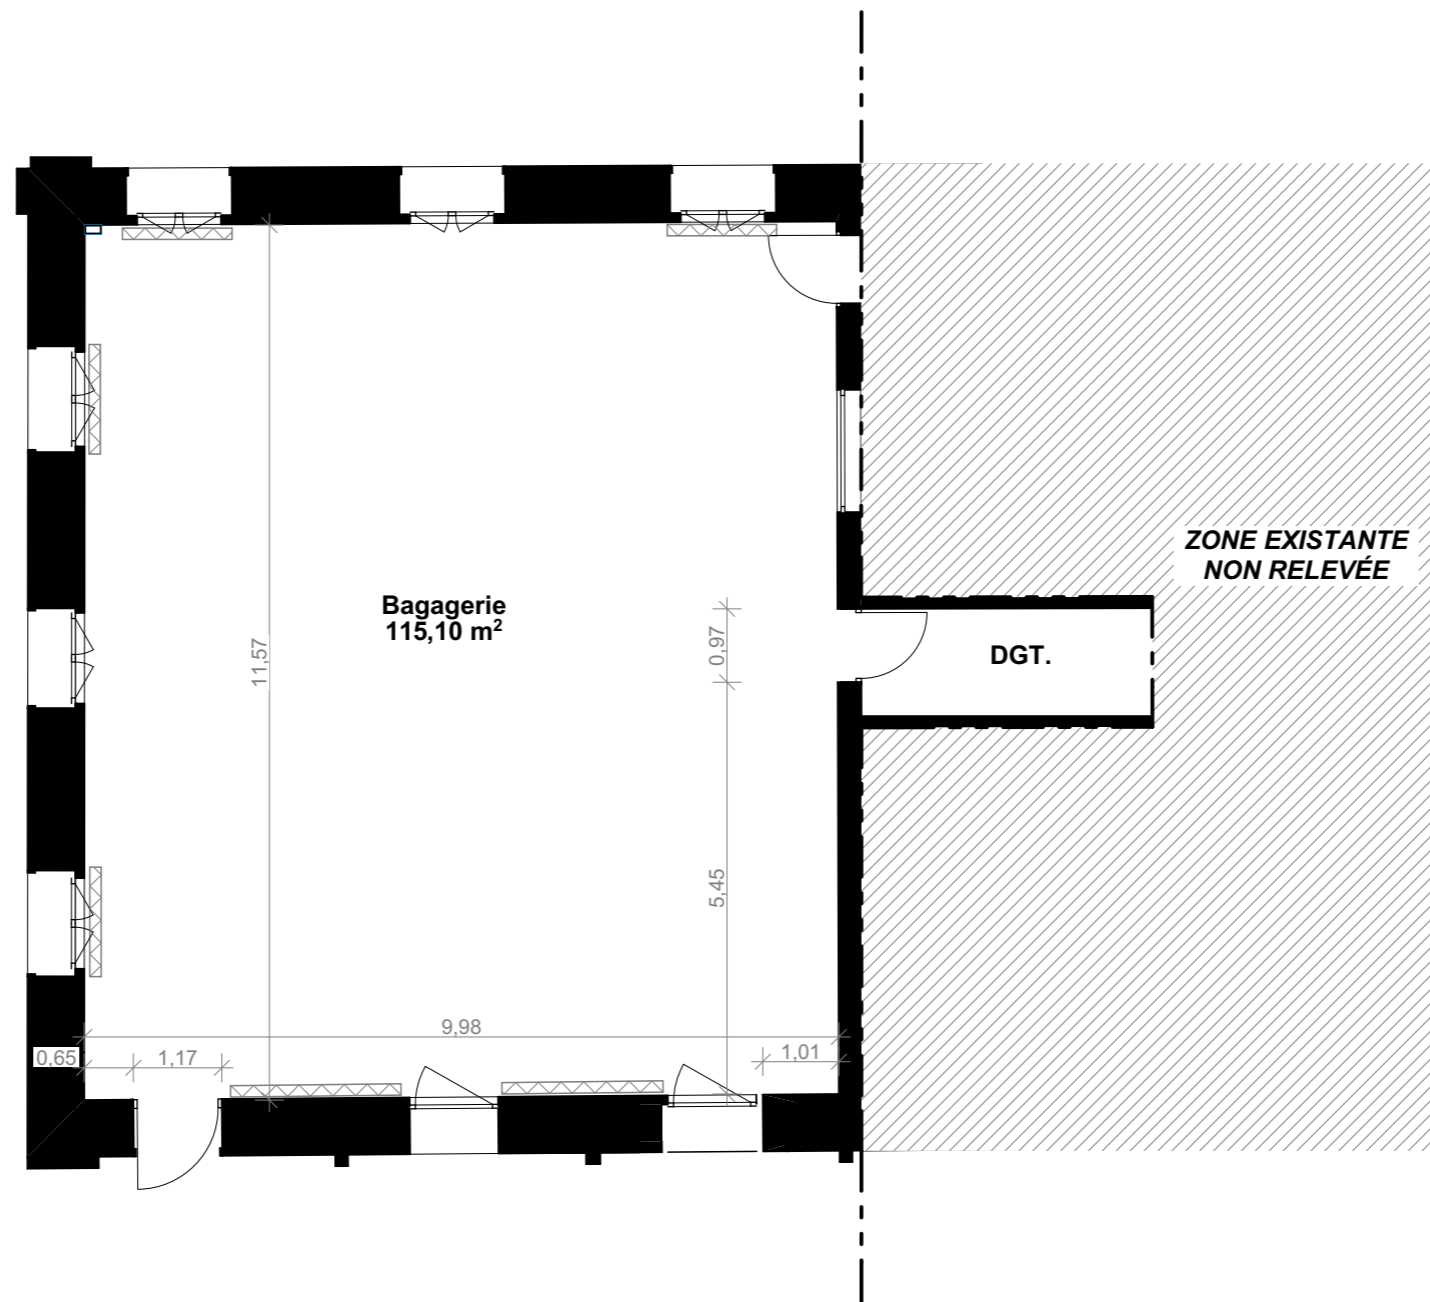 ZONE EXISTANTE
NON RELEVÉE
Bagagerie
115,10 m²
11,57
0,97
DGT.
5,45
9,98
0,65
1,17
1,01